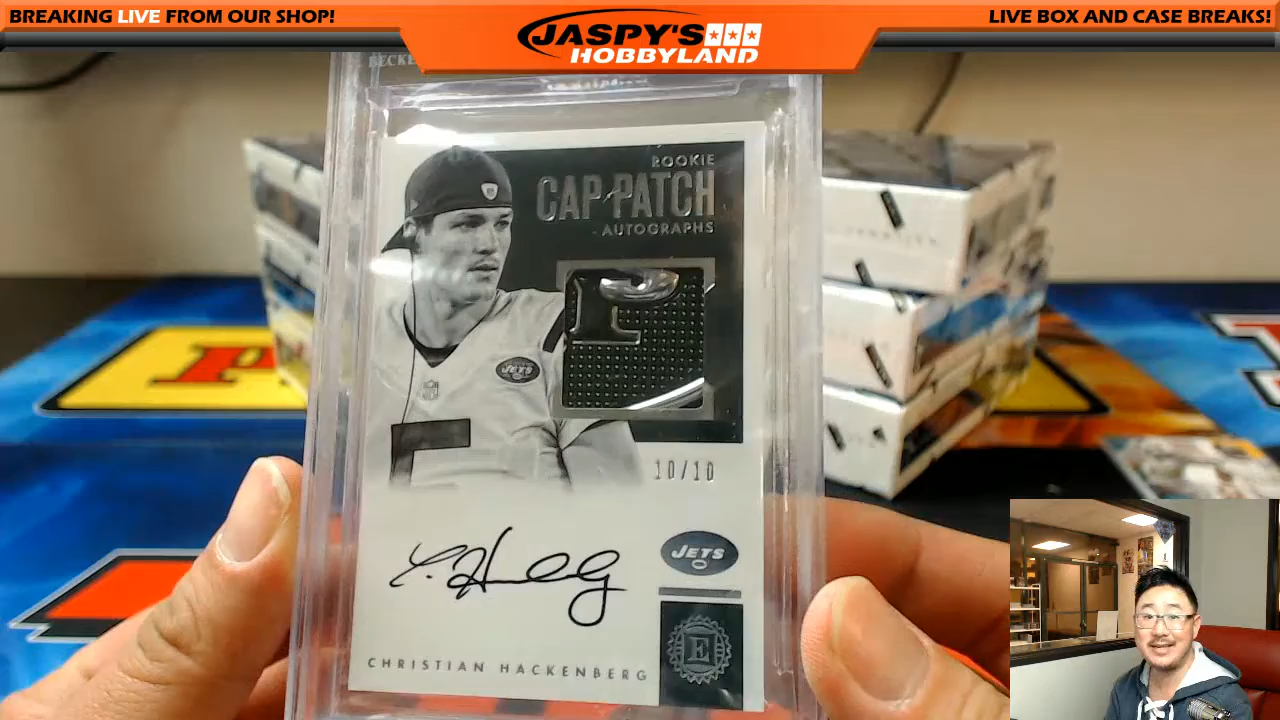 BREAKING LIVE FROM OUR SHOP!
JASPY'S
HOBBYLAND
LIVE BOX AND CASE BREAKS!
ROOKIE
CAP PATCH
AUTOGRAPHS
JETS
10/10
JETS
E
CHRISTIAN HACKENBERG